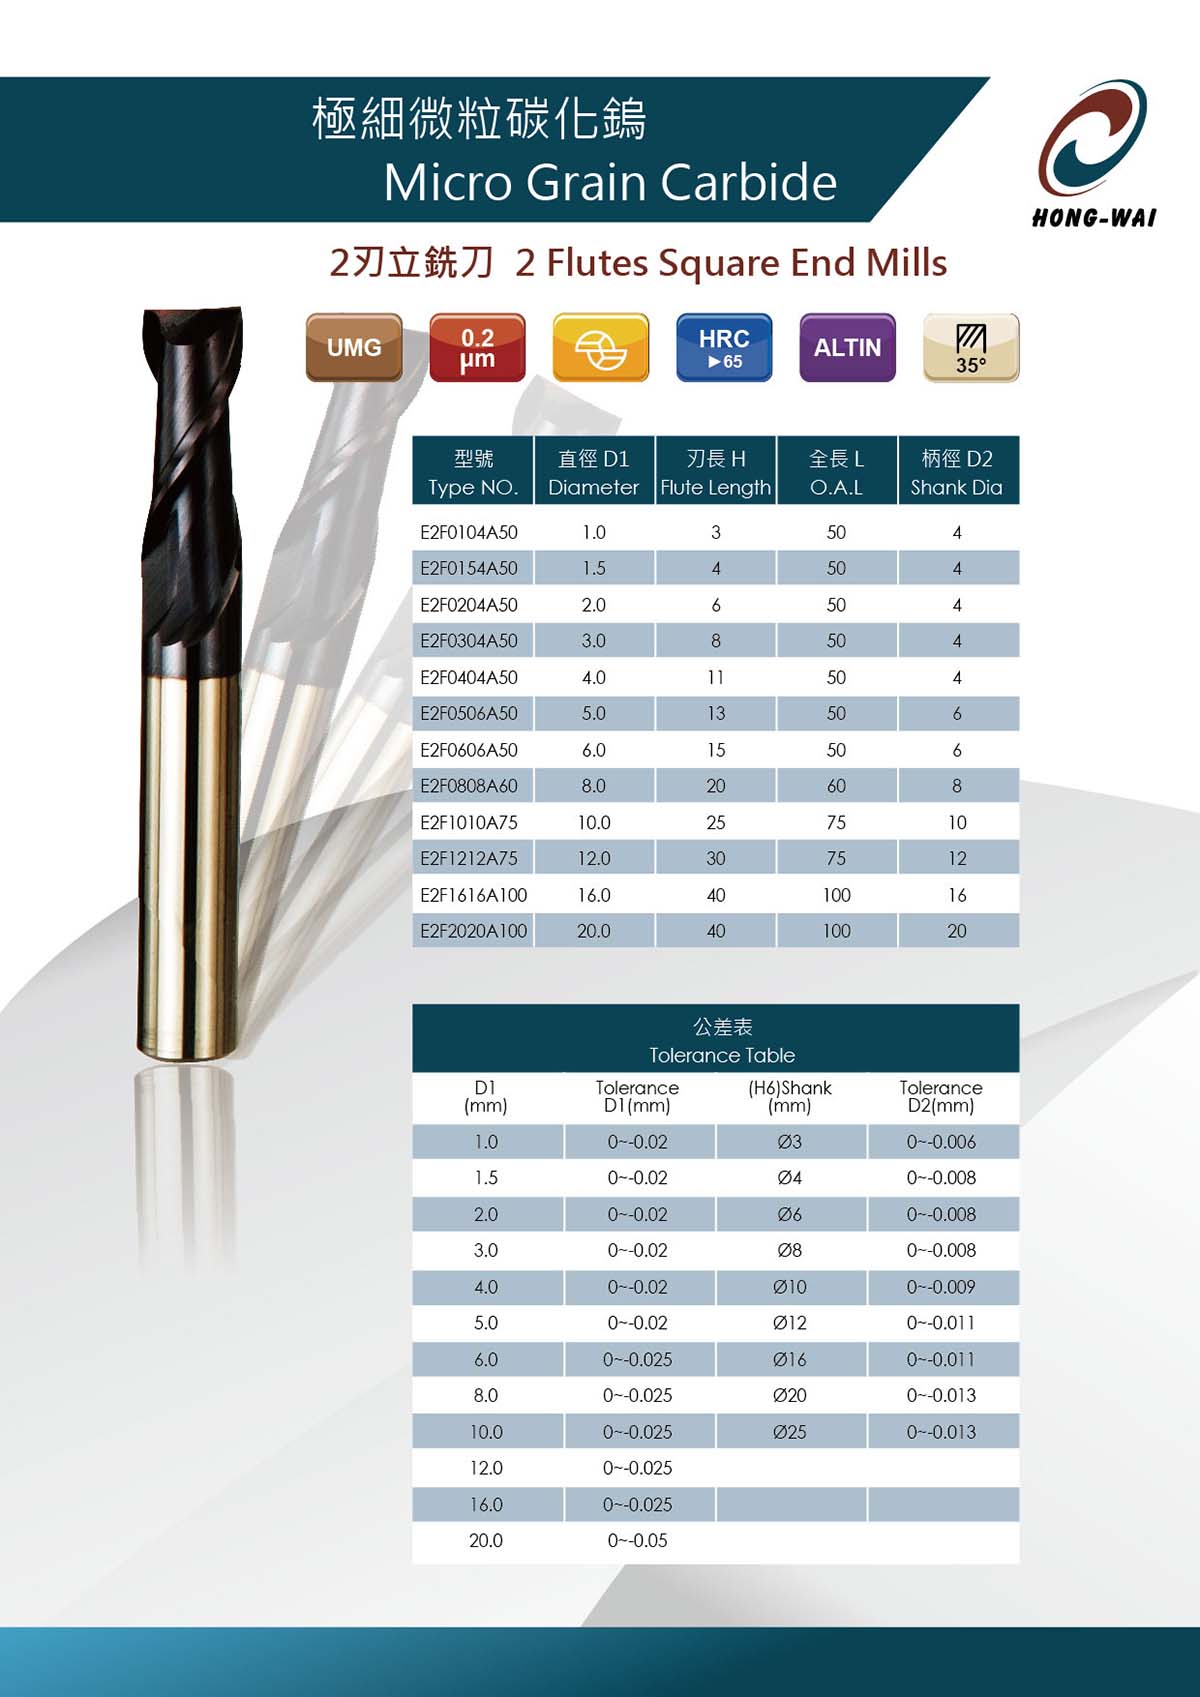 極細微粒碳化鎢
Micro Grain Carbide
HONG-WAI
2刃立銑刀 2 Flutes Square End Mills
UMG
0.2
µm
HRC
▶65
ALTIN
35°
型號 直徑 D1 刃長 H 全長 L 柄徑 D2
Type NO. Diameter Flute Length O.A.L Shank Dia
E2F0104A50 1.0 3 50 4
E2F0154A50 1.5 4 50 4
E2F0204A50 2.0 6 50 4
E2F0304A50 3.0 8 50 4
E2F0404A50 4.0 11 50 4
E2F0506A50 5.0 13 50 6
E2F0606A50 6.0 15 50 6
E2F0808A60 8.0 20 60 8
E2F1010A75 10.0 25 75 10
E2F1212A75 12.0 30 75 12
E2F1616A100 16.0 40 100 16
E2F2020A100 20.0 40 100 20
公差表
Tolerance Table
D1 Tolerance (H6)Shank Tolerance
(mm) D1(mm) (mm) D2(mm)
1.0 0~-0.02 Ø3 0~-0.006
1.5 0~-0.02 Ø4 0~-0.008
2.0 0~-0.02 Ø6 0~-0.008
3.0 0~-0.02 Ø8 0~-0.008
4.0 0~-0.02 Ø10 0~-0.009
5.0 0~-0.02 Ø12 0~-0.011
6.0 0~-0.025 Ø16 0~-0.011
8.0 0~-0.025 Ø20 0~-0.013
10.0 0~-0.025 Ø25 0~-0.013
12.0 0~-0.025
16.0 0~-0.025
20.0 0~-0.05